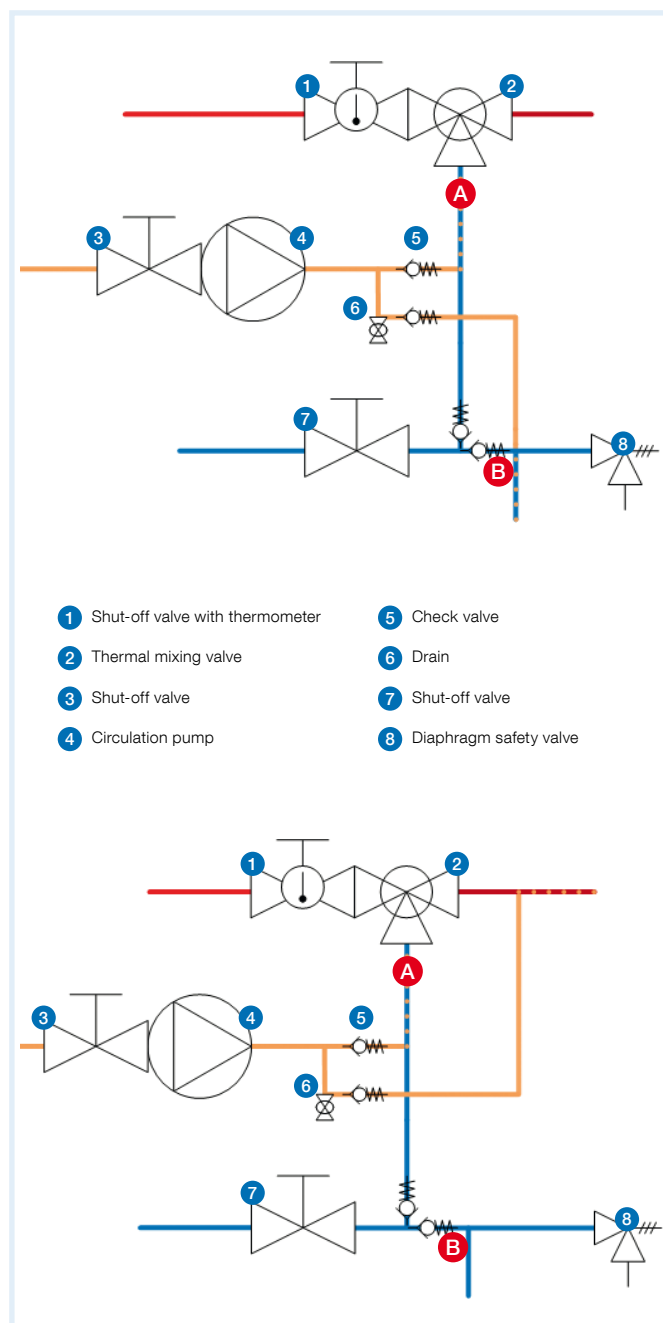 1 2
A
3 4 5
6
7 8
B
1 Shut-off valve with thermometer
2 Thermal mixing valve
3 Shut-off valve
4 Circulation pump
5 Check valve
6 Drain
7 Shut-off valve
8 Diaphragm safety valve
1 2
A
3 4 5
6
7 8
B